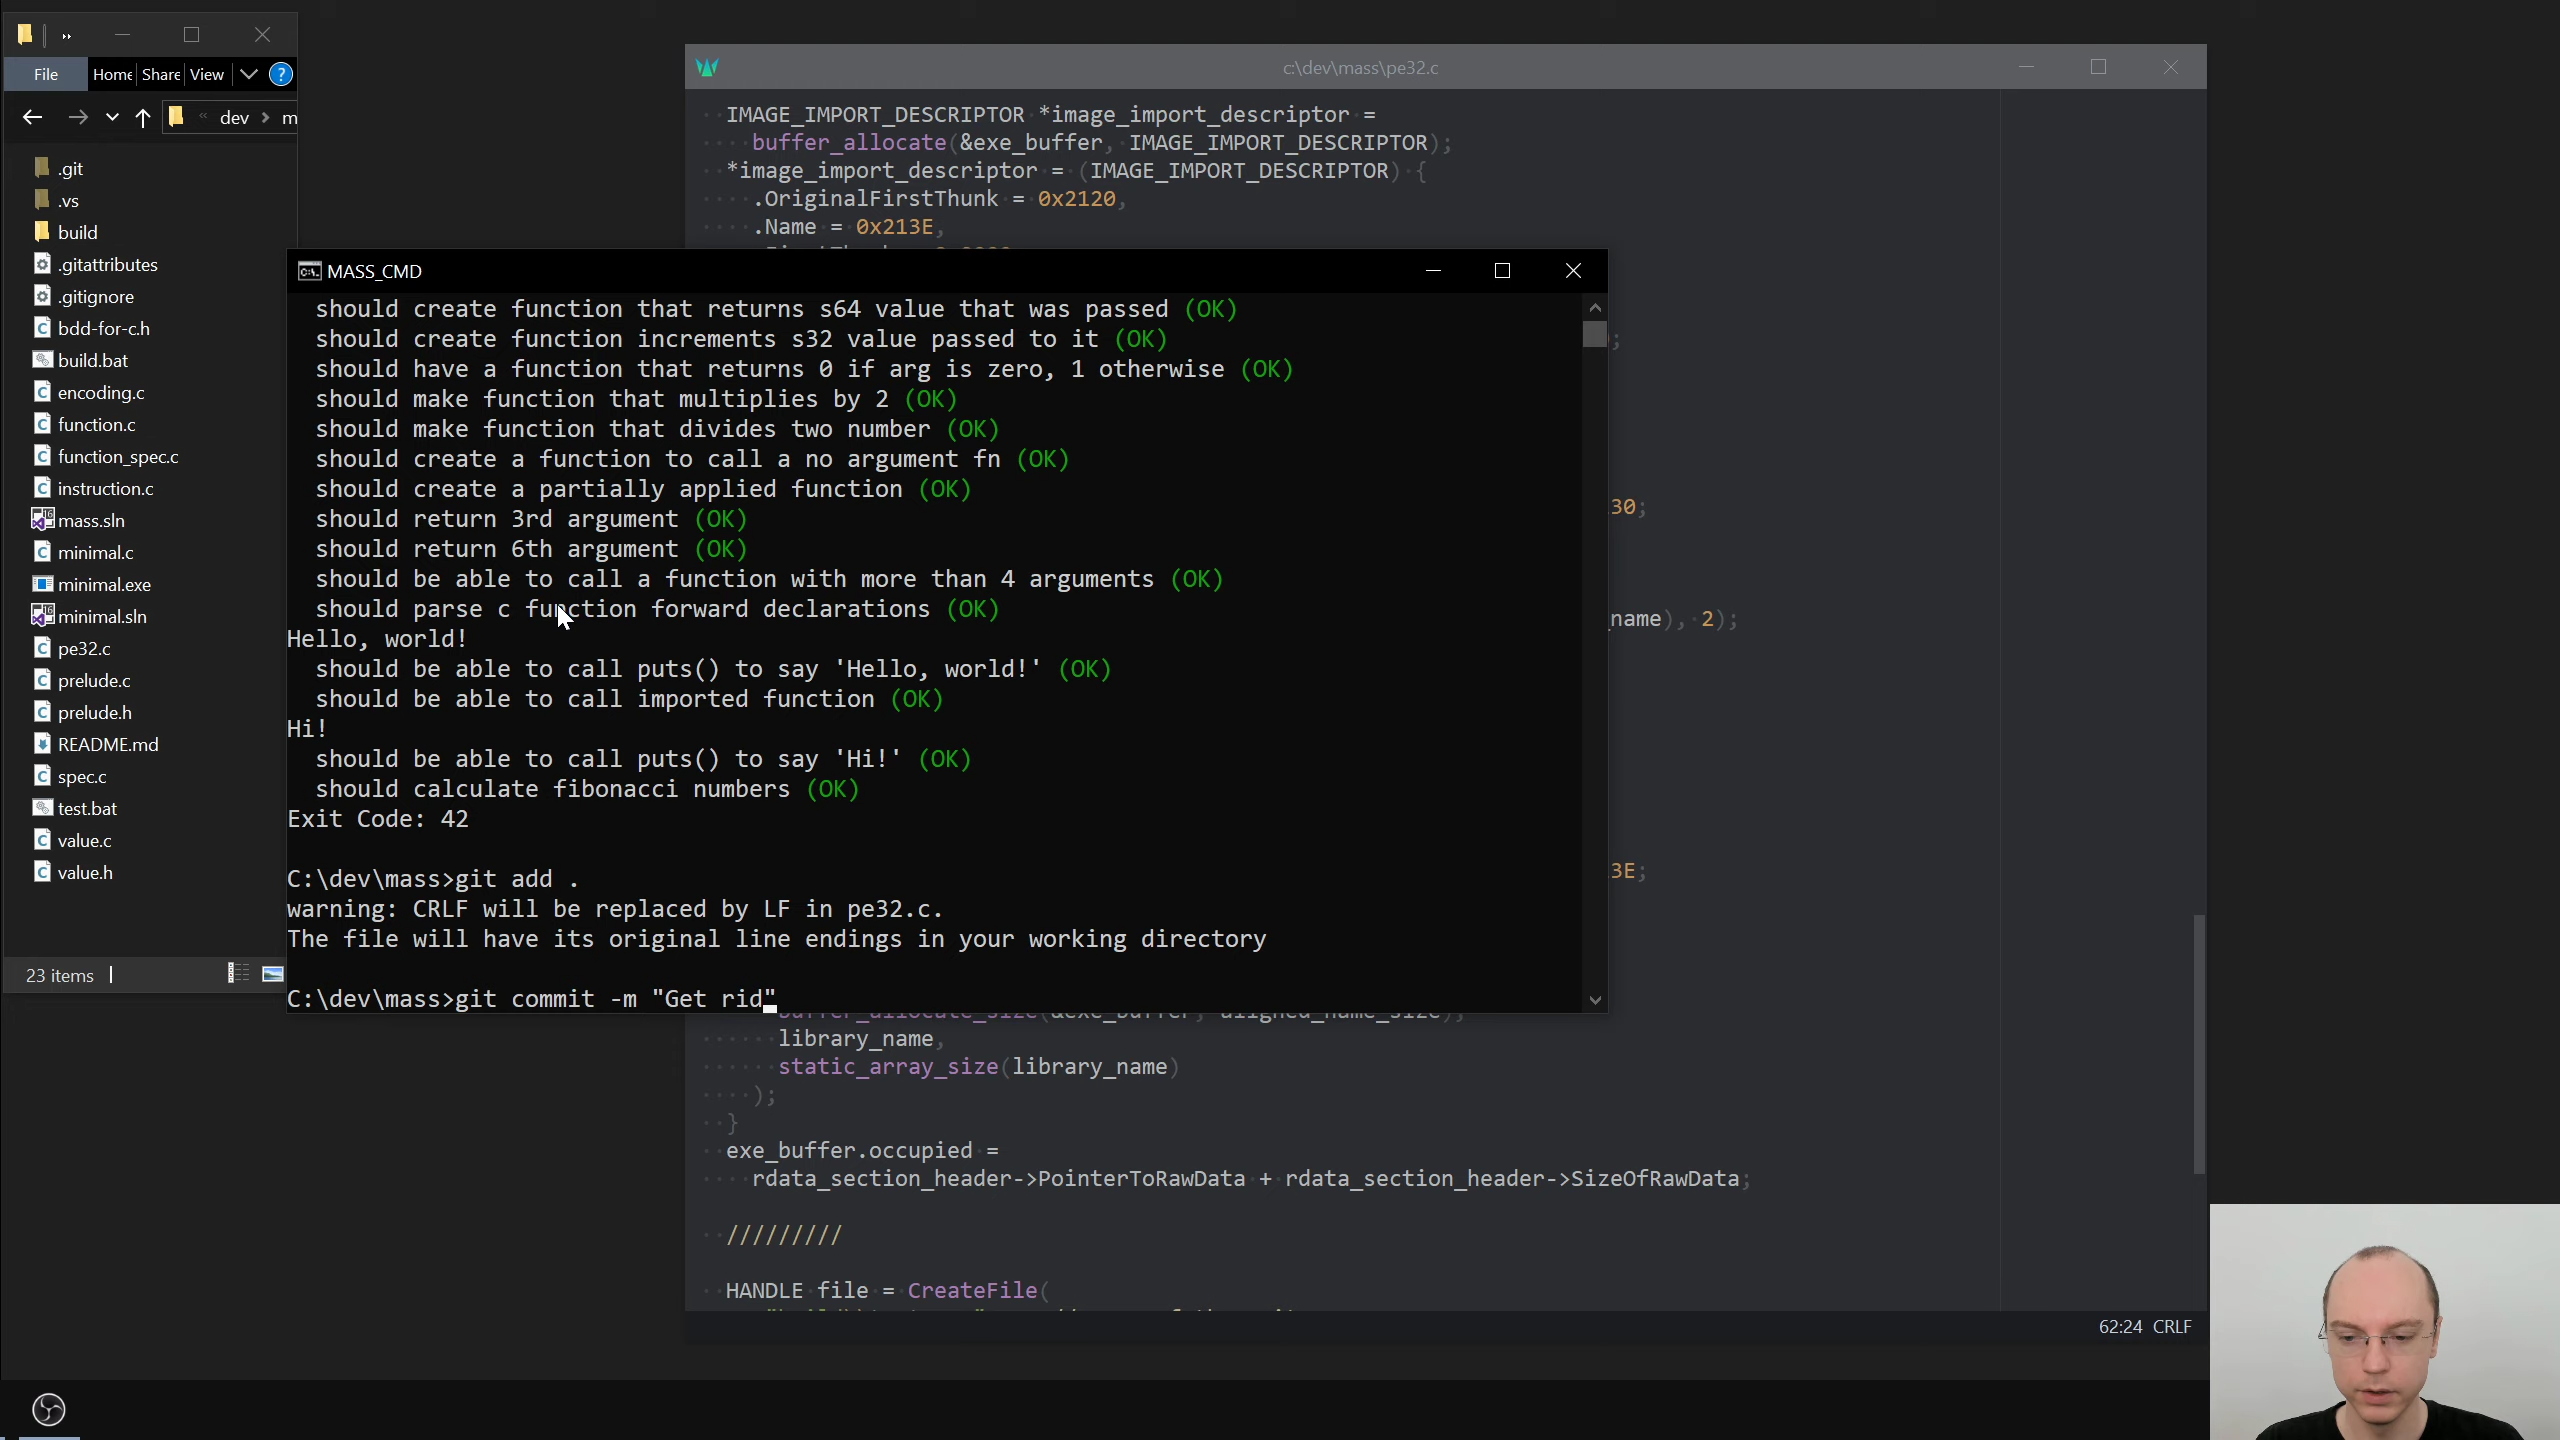 File
Home
Share
View
?
« dev > m
.git
.vs
build
.gitattributes
.gitignore
bdd-for-c.h
build.bat
encoding.c
function.c
function_spec.c
instruction.c
mass.sln
minimal.c
minimal.exe
minimal.sln
pe32.c
prelude.c
prelude.h
README.md
spec.c
test.bat
value.c
value.h
23 items
c:\dev\mass\pe32.c
IMAGE_IMPORT_DESCRIPTOR *image_import_descriptor =
buffer_allocate(&exe_buffer, IMAGE_IMPORT_DESCRIPTOR);
*image_import_descriptor = (IMAGE_IMPORT_DESCRIPTOR) {
.OriginalFirstThunk = 0x2120,
.Name = 0x213E,
MASS_CMD
should create function that returns s64 value that was passed (OK)
should create function increments s32 value passed to it (OK)
should have a function that returns 0 if arg is zero, 1 otherwise (OK)
should make function that multiplies by 2 (OK)
should make function that divides two number (OK)
should create a function to call a no argument fn (OK)
should create a partially applied function (OK)
should return 3rd argument (OK)
should return 6th argument (OK)
should be able to call a function with more than 4 arguments (OK)
should parse c function forward declarations (OK)
Hello, world!
should be able to call puts() to say 'Hello, world!' (OK)
should be able to call imported function (OK)
Hi!
should be able to call puts() to say 'Hi!' (OK)
should calculate fibonacci numbers (OK)
Exit Code: 42
C:\dev\mass>git add .
warning: CRLF will be replaced by LF in pe32.c.
The file will have its original line endings in your working directory
C:\dev\mass>git commit -m "Get rid"
;
30;
_name), 2);
3E;
buffer_allocate_size(&exe_buffer, aligned_name_size),
library_name,
static_array_size(library_name)
);
}
exe_buffer.occupied =
rdata_section_header->PointerToRawData + rdata_section_header->SizeOfRawData;
/////////
HANDLE file = CreateFile(
62:24 CRLF